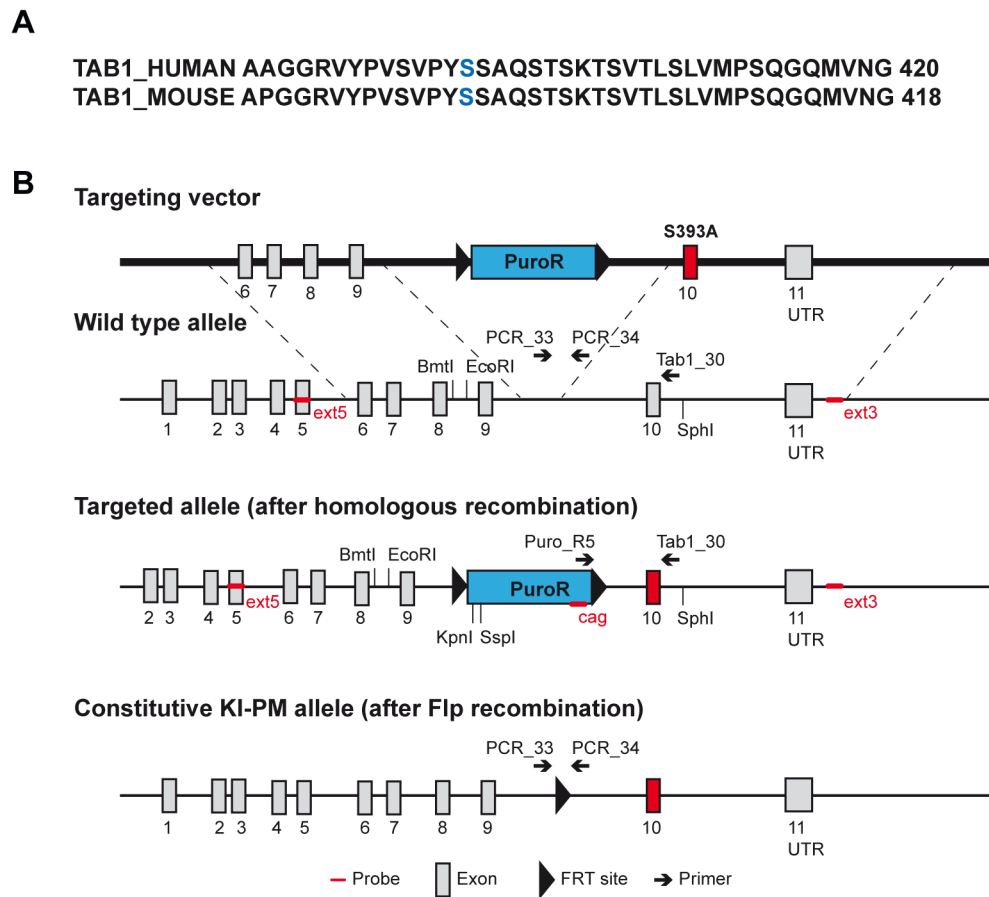 A
TAB1_HUMAN AAGGRVYPVSVPYSSAQSTSKTSVTLSLVMPSQGQMVNG 420
TAB1_MOUSE APGGRVYPVSVPYSSAQSTSKTSVTLSLVMPSQGQMVNG 418
B
Targeting vector
S393A
PuroR
6 7 8 9 10 11
UTR
Wild type allele
PCR_33 PCR_34
BmtI EcoRI Tab1_30
ext5 SphI ext3
1 2 3 4 5 6 7 8 9 10 11
UTR
Targeted allele (after homologous recombination)
Puro_R5 Tab1_30
BmtI EcoRI
PuroR
ext5 cag SphI ext3
2 3 4 5 6 7 8 9 10 11
KpnI SspI UTR
Constitutive KI-PM allele (after Flp recombination)
PCR_33 PCR_34
1 2 3 4 5 6 7 8 9 10 11
UTR
Probe Exon FRT site Primer